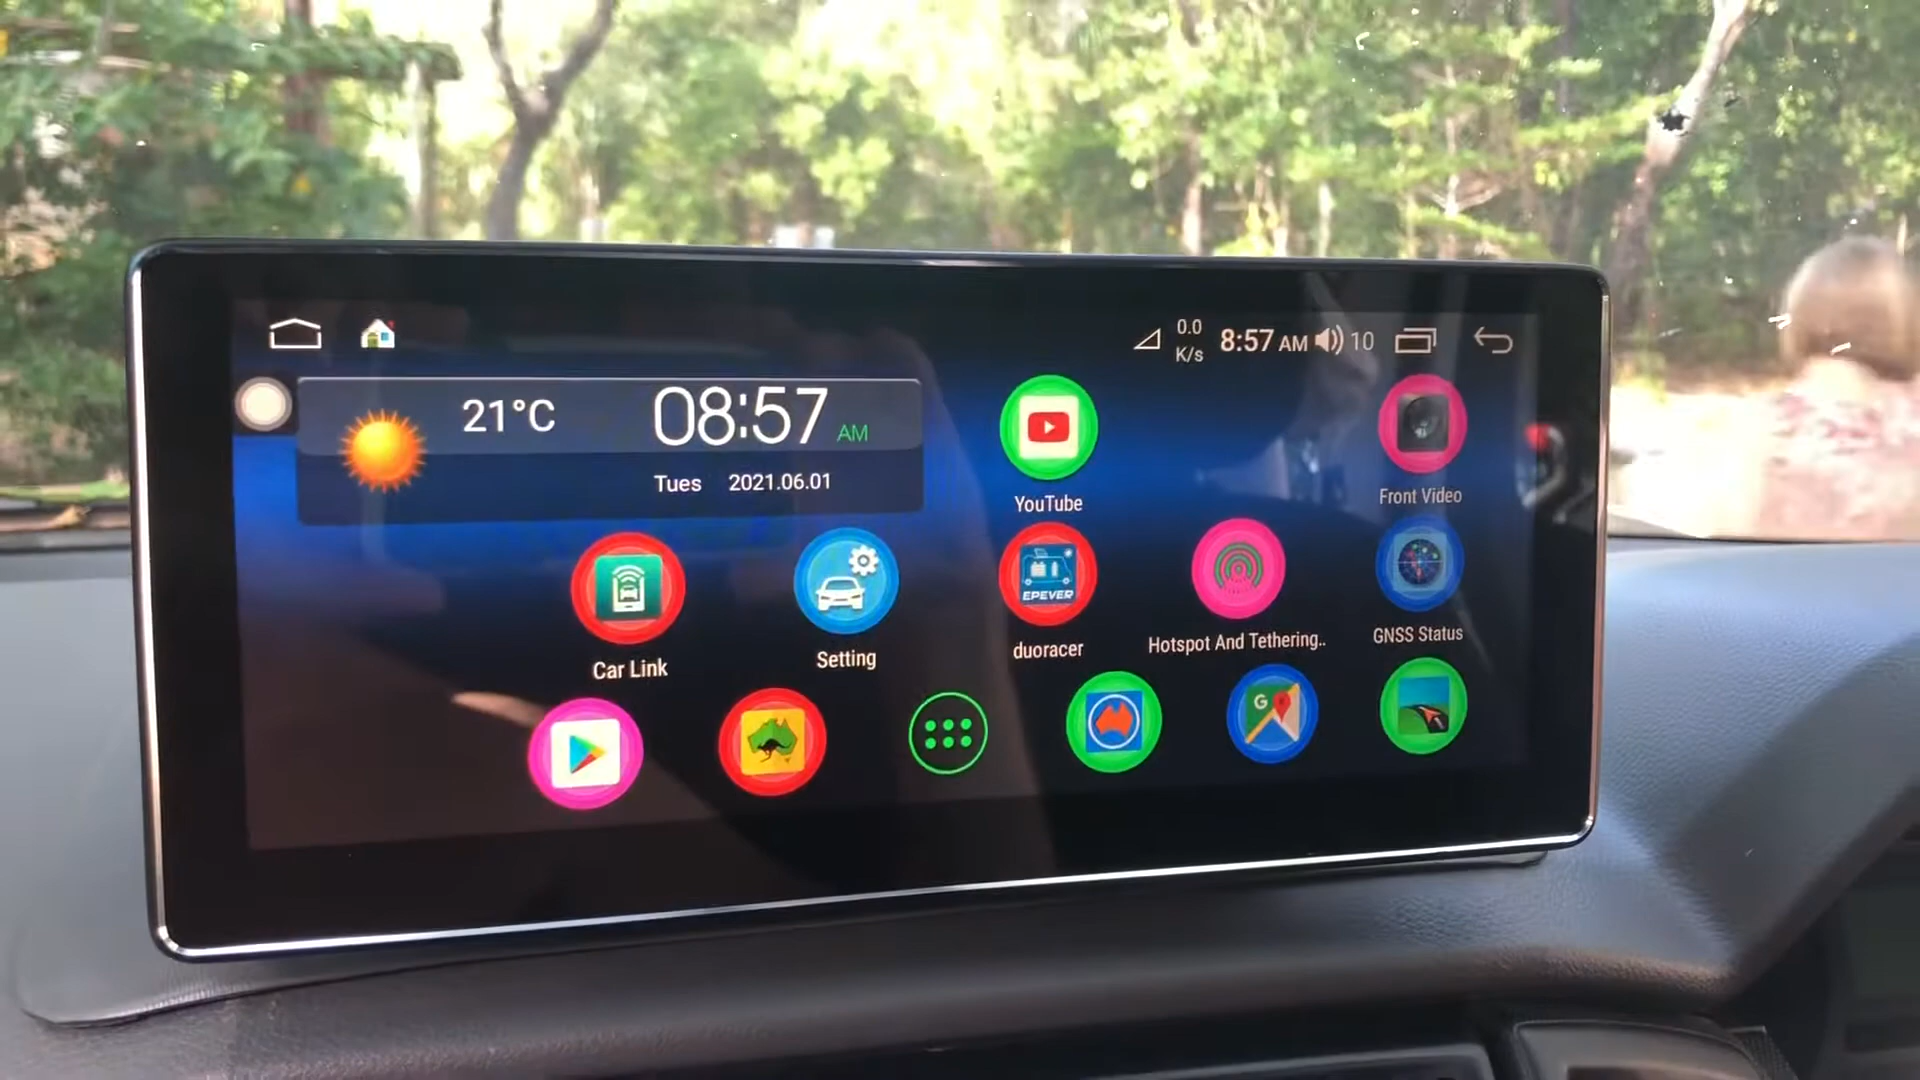 0.0
K/s
8:57 AM
10
21°C
08:57 AM
Tues 2021.06.01
YouTube
Front Video
EPEVER
Car Link
Setting
duoracer
Hotspot And Tethering..
GNSS Status
G